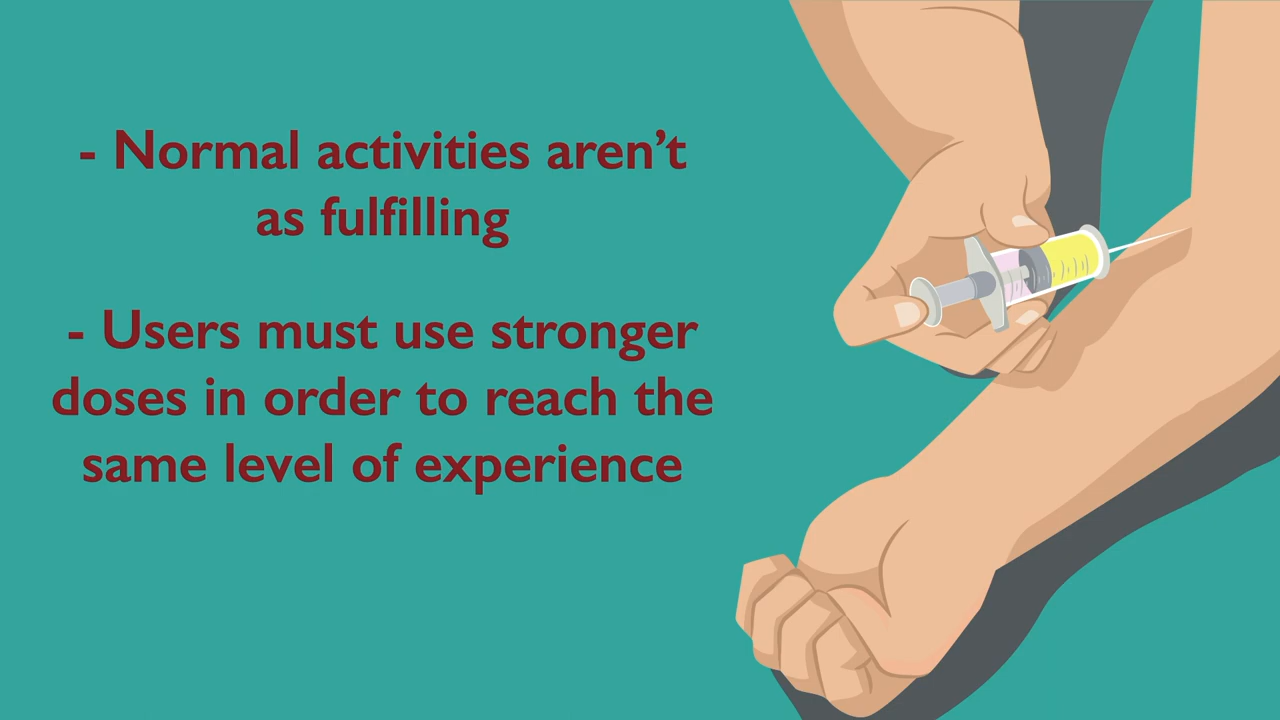 - Normal activities aren’t
as fulfilling
- Users must use stronger
doses in order to reach the
same level of experience